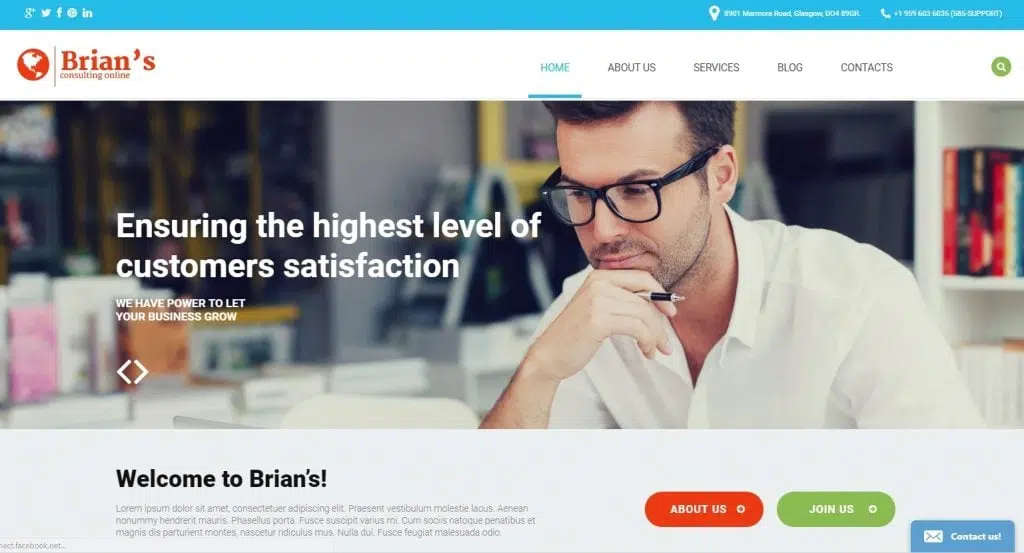 8901 Marmora Road, Glasgow, DO4 89GR.
+1 959 603 6035 (585-SUPPORT)
Brian's
consulting online
HOME
ABOUT US
SERVICES
BLOG
CONTACTS
Ensuring the highest level of
customers satisfaction
WE HAVE POWER TO LET
YOUR BUSINESS GROW
Welcome to Brian's!
Lorem ipsum dolor sit amet, consectetuer adipiscing elit. Praesent vestibulum molestie lacus. Aenean
nonummy hendrerit mauris. Phasellus porta. Fusce suscipit varius mi. Cum sociis natoque penatibus et
magnis dis parturient montes, nascetur ridiculus mus. Nulla dui. Fusce feugiat malesuada odio.
ABOUT US
JOIN US
Contact us!
nect.facebook.net...